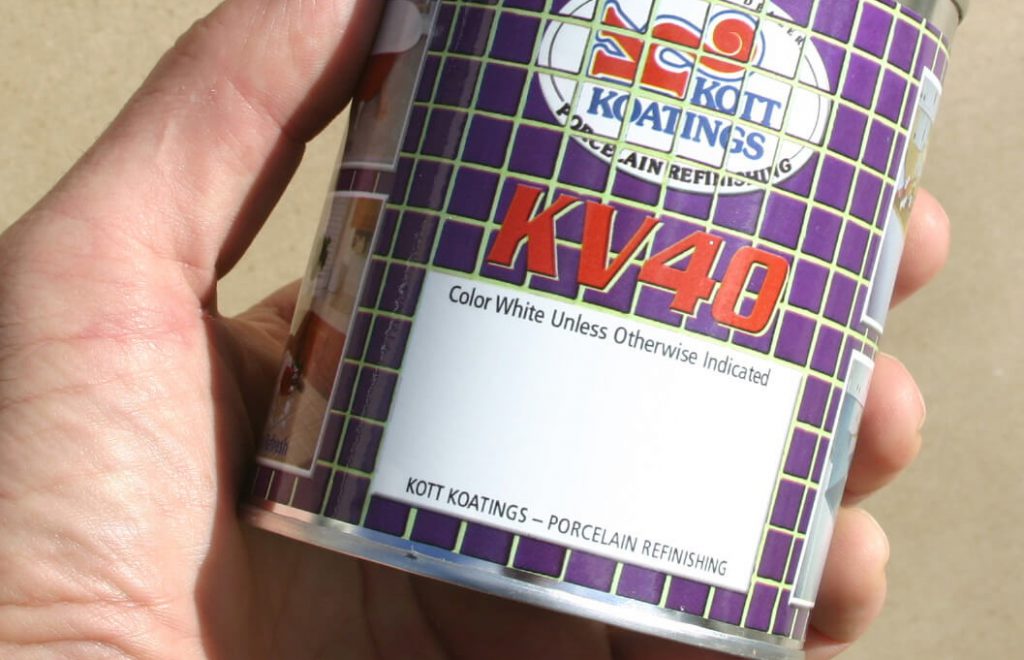 KOTT
KOATINGS
PORCELAIN REFINISHING
KV40
Color White Unless Otherwise Indicated
KOTT KOATINGS – PORCELAIN REFINISHING